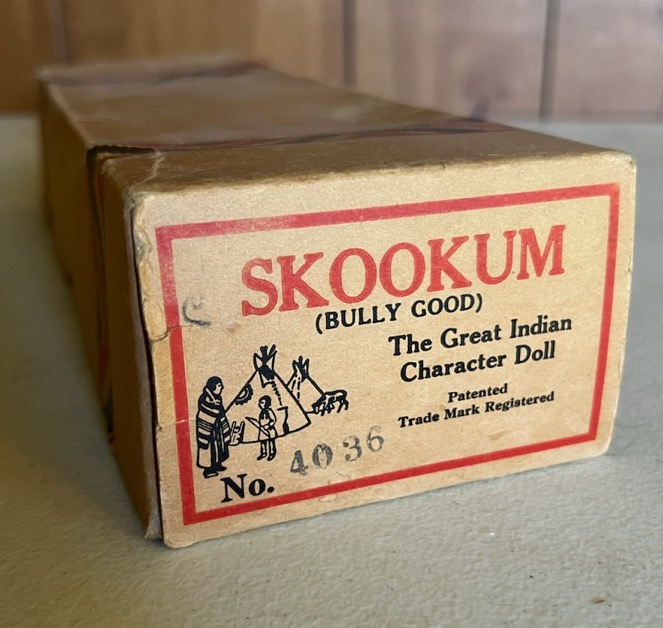 SKOOKUM
(BULLY GOOD)
The Great Indian
Character Doll
Patented
Trade Mark Registered
No. 4036